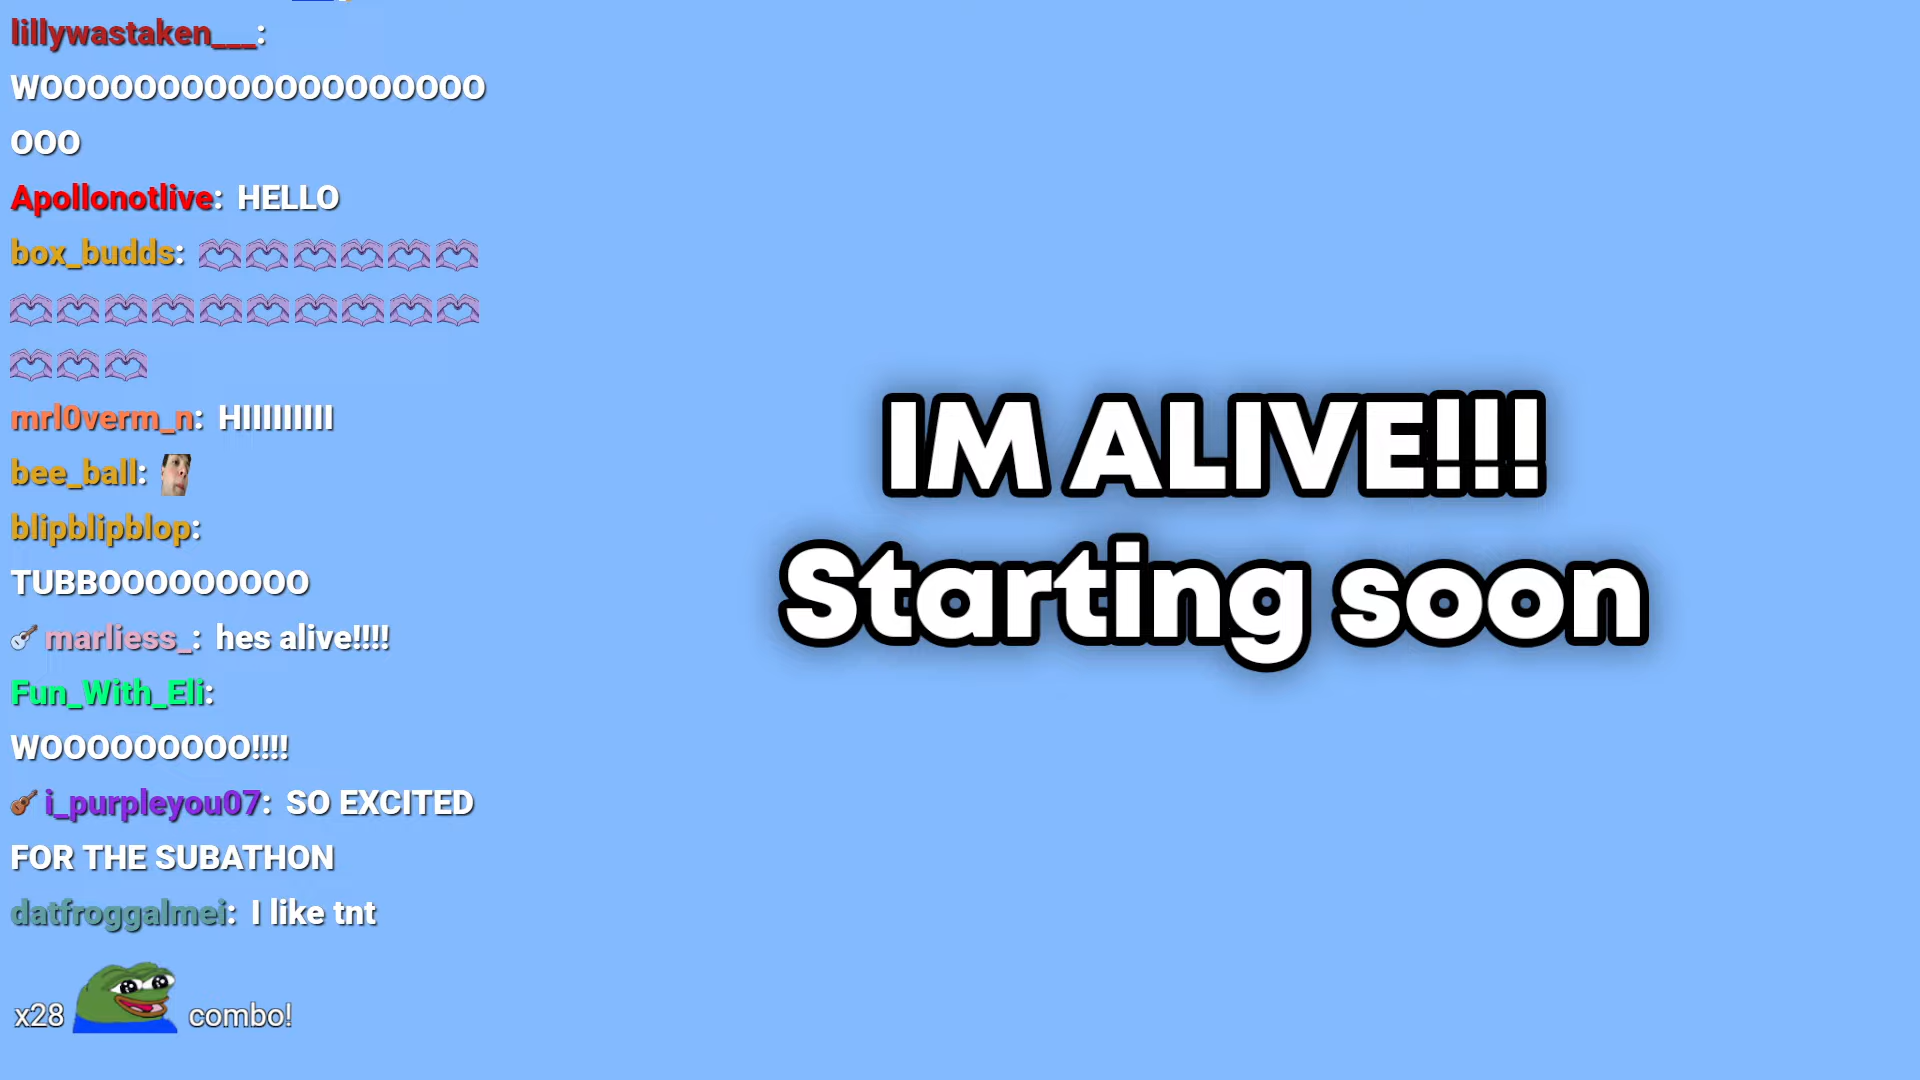 lillywastaken___:
WOOOOOOOOOOOOOOOOOOO
OOO
Apollonotlive: HELLO
box_budds:
mrl0verm_n: HIIIIIIIII
bee_ball:
blipblipblop:
TUBBOOOOOOOOO
marliess_: hes alive!!!!
Fun_With_Eli:
WOOOOOOOOO!!!!
i_purpleyou07: SO EXCITED
FOR THE SUBATHON
datfroggalmei: I like tnt
x28 combo!
IM ALIVE!!!
Starting soon